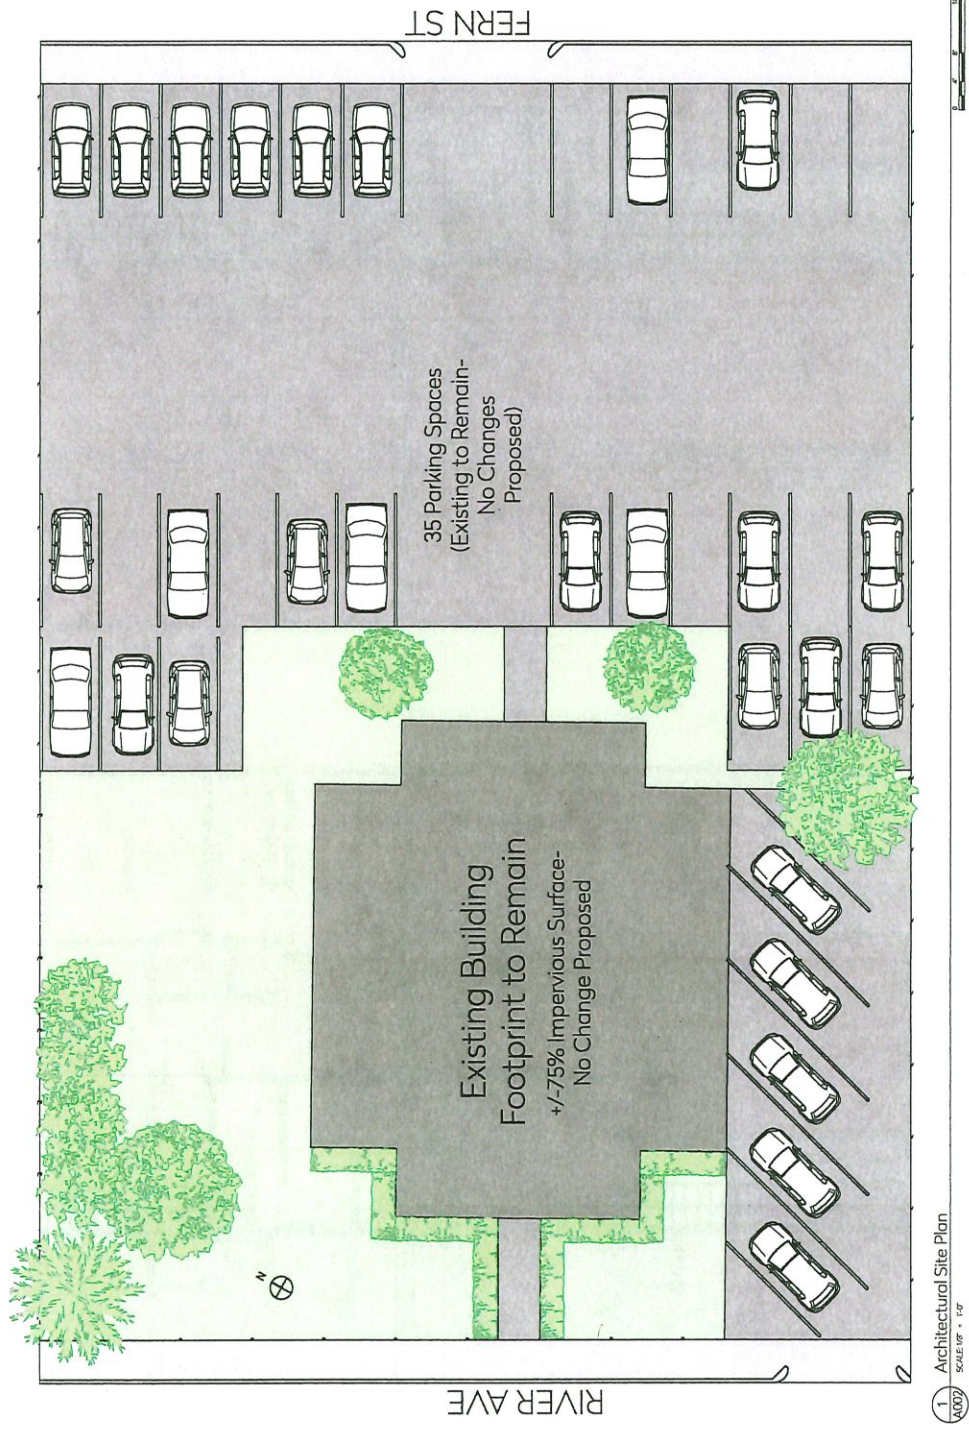 FERN ST
35 Parking Spaces
(Existing to Remain-
No Changes
Proposed)
Existing Building
Footprint to Remain
+/-75% Impervious Surface-
No Change Proposed
N
RIVER AVE
1
A002
Architectural Site Plan